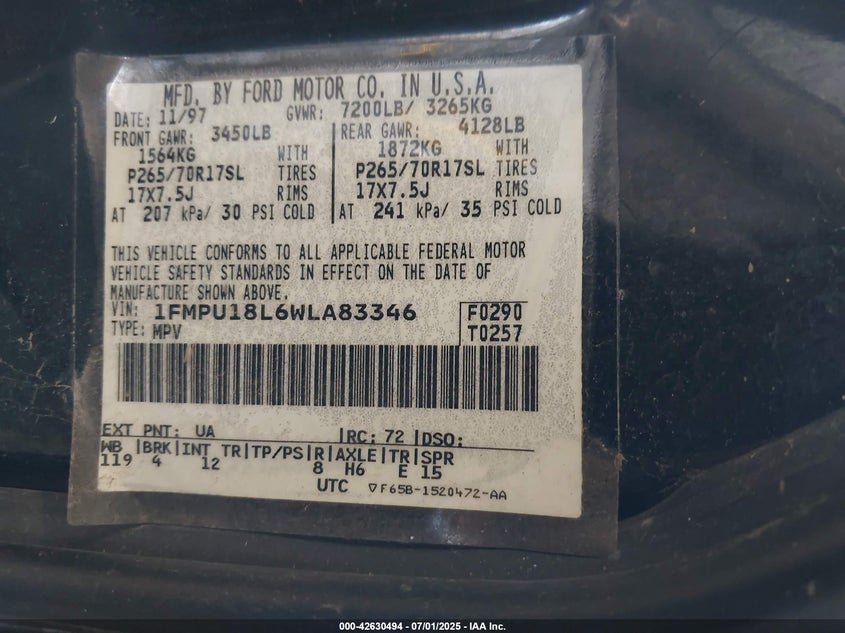 MFD. BY FORD MOTOR CO. IN U.S.A.
DATE: 11/97 GVWR: 7200LB/ 3265KG
FRONT GAWR: 3450LB REAR GAWR: 4128LB
1564KG WITH 1872KG WITH
P265/70R17SL TIRES P265/70R17SL TIRES
17X7.5J RIMS 17X7.5J RIMS
AT 207 kPa/ 30 PSI COLD AT 241 kPa/ 35 PSI COLD
THIS VEHICLE CONFORMS TO ALL APPLICABLE FEDERAL MOTOR
VEHICLE SAFETY STANDARDS IN EFFECT ON THE DATE OF
MANUFACTURE SHOWN ABOVE.
VIN: 1FMPU18L6WLA83346 F0290
TYPE: MPV T0257
EXT PNT: UA RC: 72 DSO:
WB BRK INT TR TP/PS R AXLE TR SPR
119 4 12 8 H6 E 15
UTC ▽F65B-1520472-AA
000-42630494 - 07/01/2025 - IAA Inc.